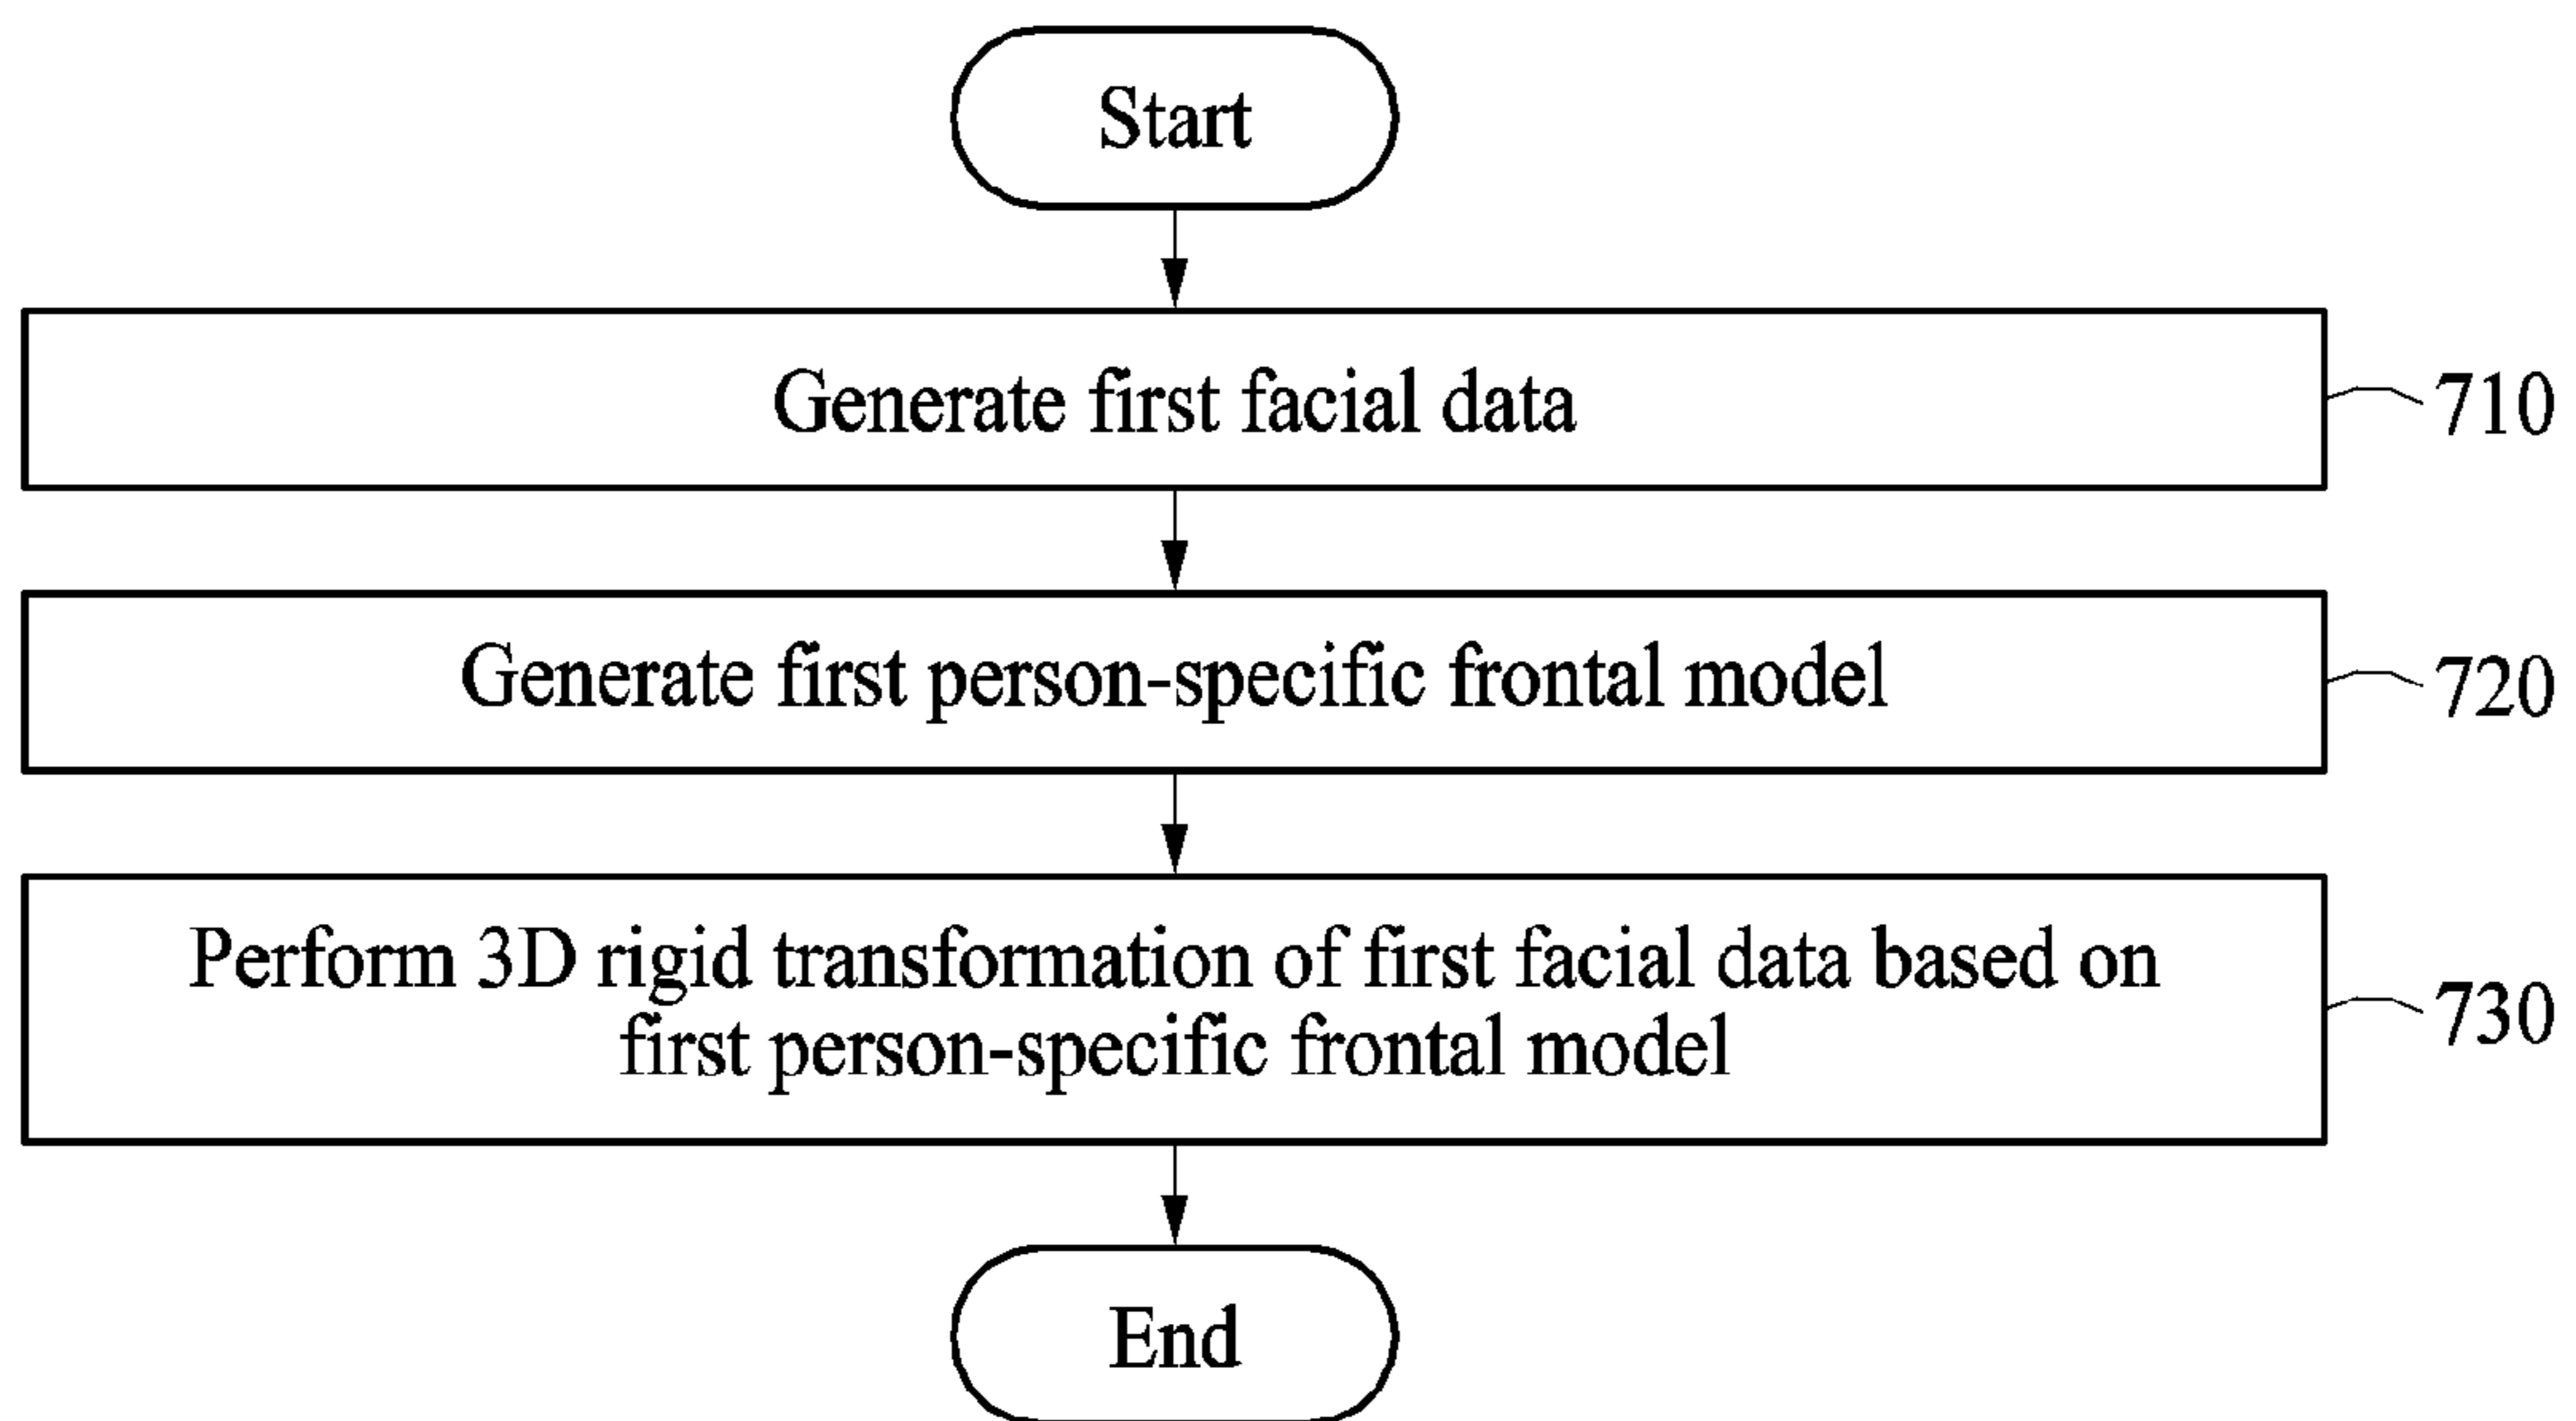 Start
Generate first facial data
710
Generate first person-specific frontal model
720
Perform 3D rigid transformation of first facial data based on
first person-specific frontal model
730
End